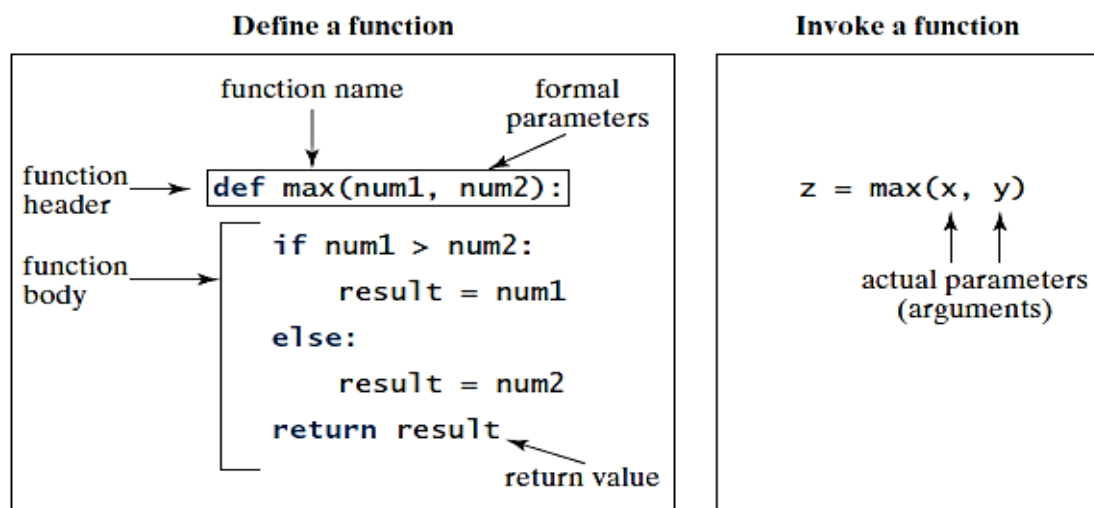 Define a function
function name
formal
parameters
function
header
def max(num1, num2):
function
body
if num1 > num2:
result = num1
else:
result = num2
return result
return value
Invoke a function
z = max(x, y)
actual parameters
(arguments)